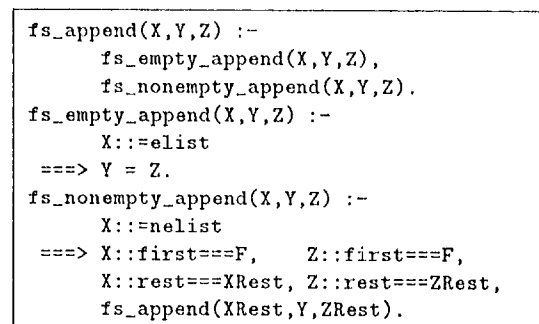 fs_append(X,Y,Z) :-
fs_empty_append(X,Y,Z),
fs_nonempty_append(X,Y,Z).
fs_empty_append(X,Y,Z) :-
X::=elist
===> Y = Z.
fs_nonempty_append(X,Y,Z) :-
X::=nelist
===> X::first===F, Z::first===F,
X::rest===XRest, Z::rest===ZRest,
fs_append(XRest,Y,ZRest).